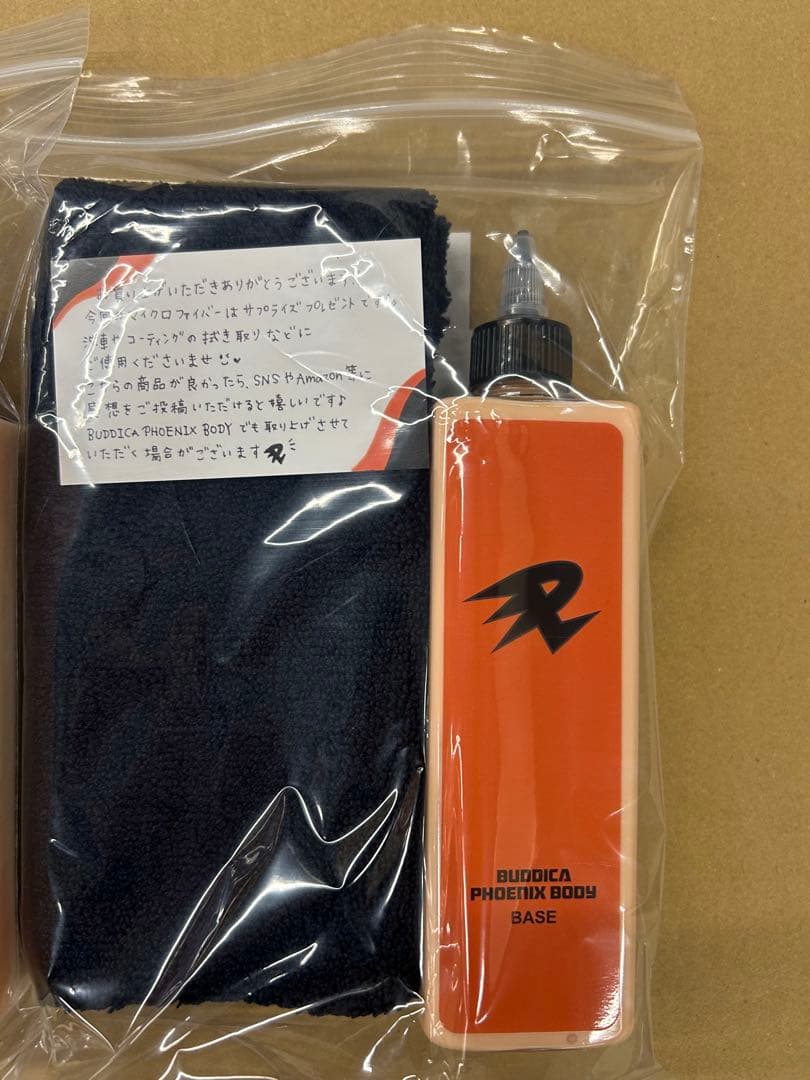 お買い上げいただきありがとうございます。
今回のマイクロファイバーはサプライズプレゼントです♪
洗車やコーティングの拭き取りなどに
ご使用くださいませ
こちらの商品が良かったら、SNSやAmazon等に
感想をご投稿いただけると嬉しいです♪
BUDDICA PHOENIX BODYでも取り上げさせて
いただく場合がございます
BUDDICA
PHOENIX BODY
BASE